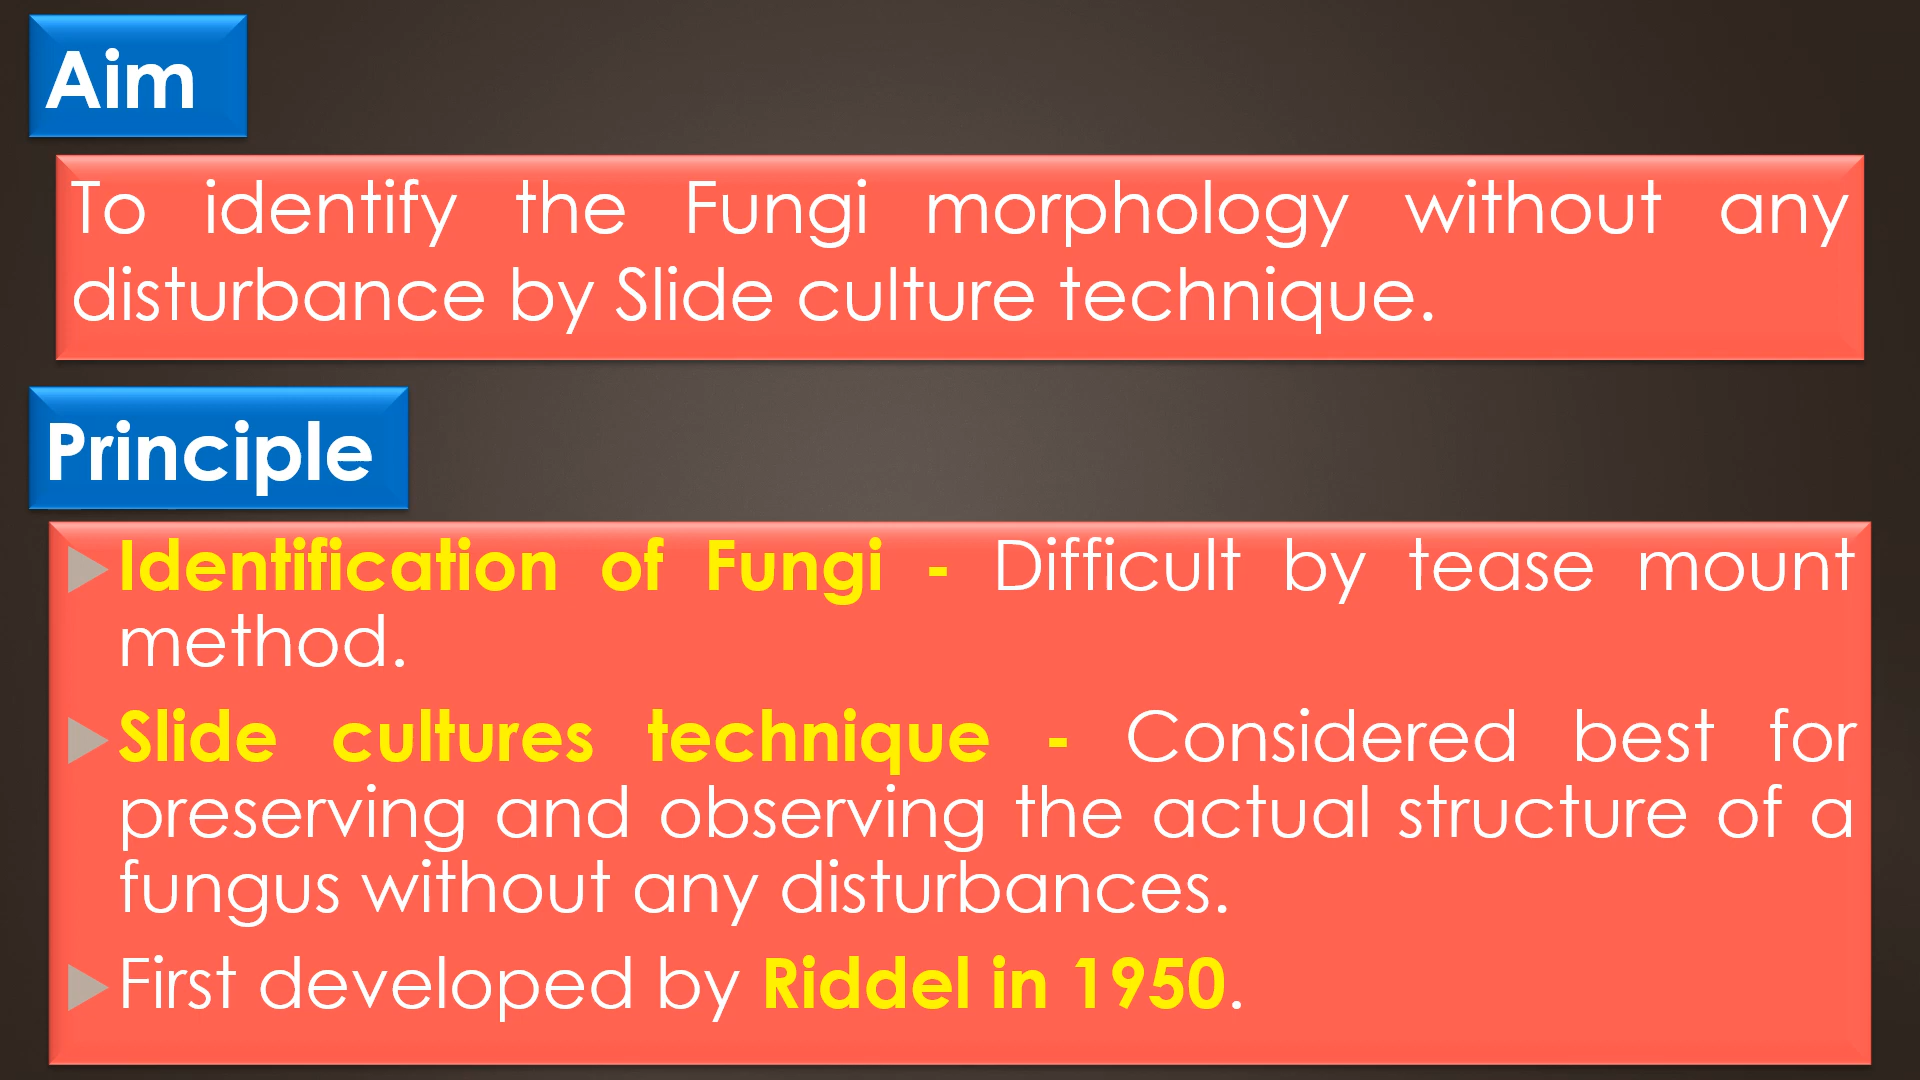 Aim
To identify the Fungi morphology without any
disturbance by Slide culture technique.
Principle
Identification of Fungi - Difficult by tease mount
method.
Slide cultures technique - Considered best for
preserving and observing the actual structure of a
fungus without any disturbances.
First developed by Riddel in 1950.